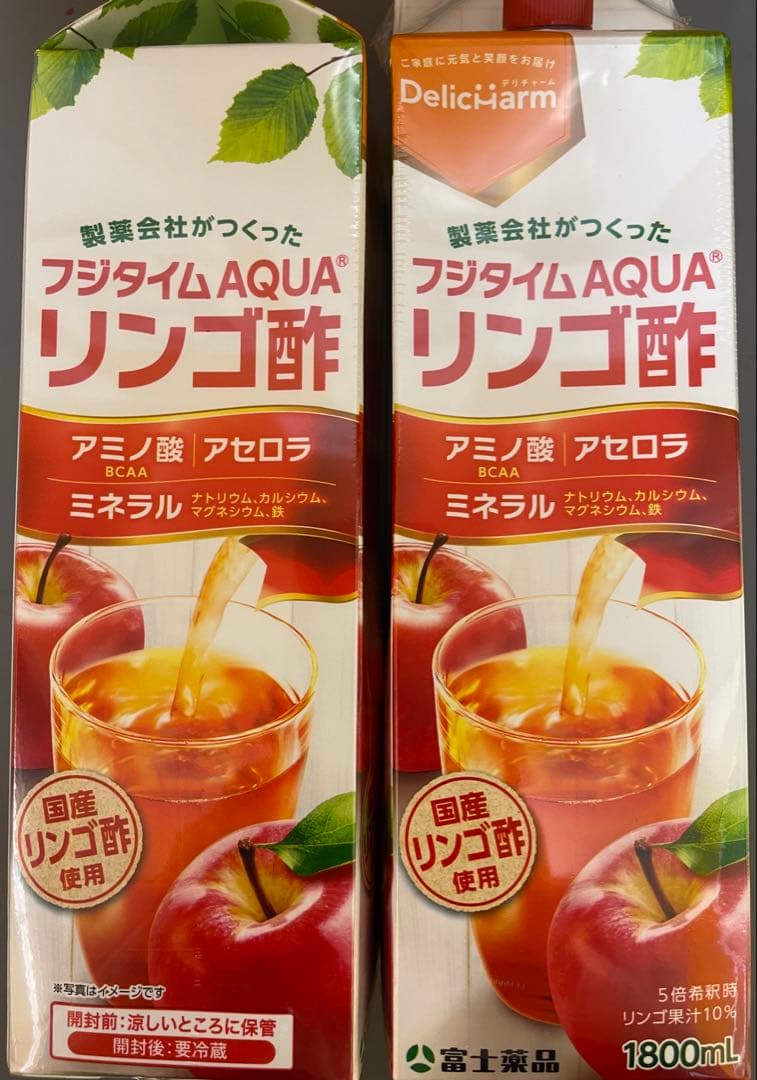 製薬会社がつくった
フジタイムAQUA®
リンゴ酢
アミノ酸 アセロラ
BCAA
ミネラル ナトリウム、カルシウム、
マグネシウム、鉄
国産
リンゴ酢
使用
※写真はイメージです
開封前:涼しいところに保管
開封後:要冷蔵
ご家庭に元気と笑顔をお届け
デリチャーム
DeliCHarm
製薬会社がつくった
フジタイムAQUA®
リンゴ酢
アミノ酸 アセロラ
BCAA
ミネラル ナトリウム、カルシウム、
マグネシウム、鉄
国産
リンゴ酢
使用
5倍希釈時
リンゴ果汁10%
富士薬品
1800mL